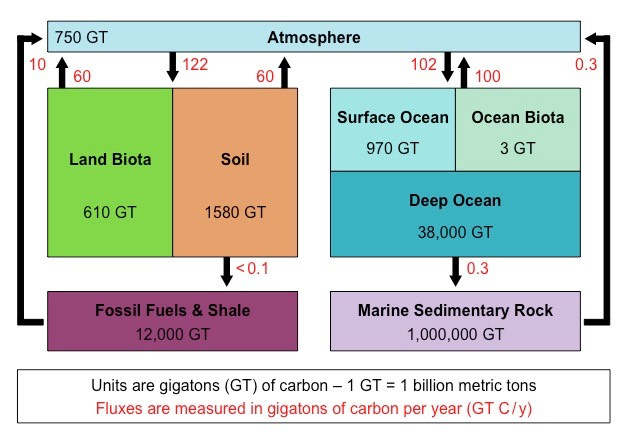 750 GT
Atmosphere
10
60
122
60
102
100
0.3
Land Biota
610 GT
Soil
1580 GT
Surface Ocean
970 GT
Ocean Biota
3 GT
Deep Ocean
38,000 GT
<0.1
0.3
Fossil Fuels & Shale
12,000 GT
Marine Sedimentary Rock
1,000,000 GT
Units are gigatons (GT) of carbon – 1 GT = 1 billion metric tons
Fluxes are measured in gigatons of carbon per year (GT C/y)